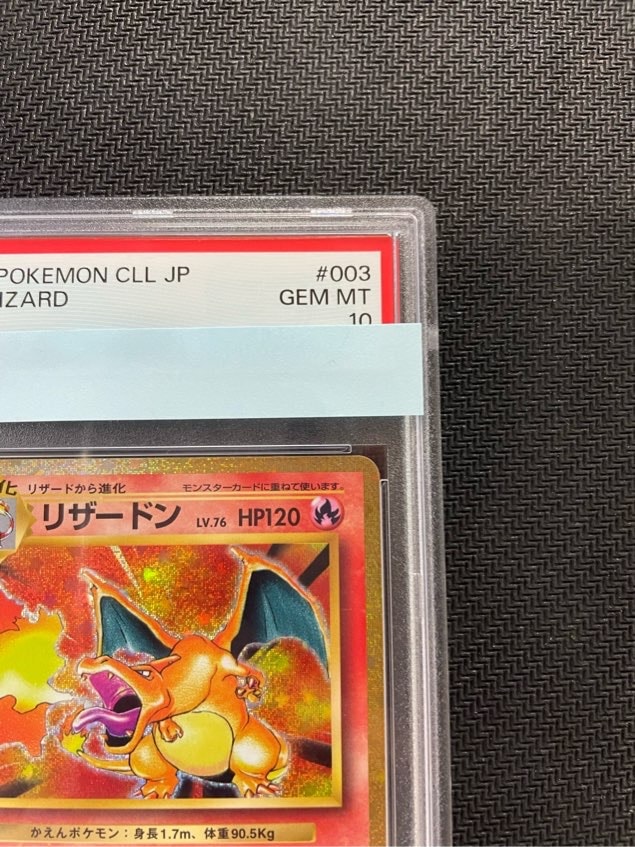 POKEMON CLL JP #003
IZARD GEM MT
10
化 リザードから進化 モンスターカードに重ねて使います。
リザードン LV.76 HP120
かえんポケモン：身長1.7m、体重90.5Kg